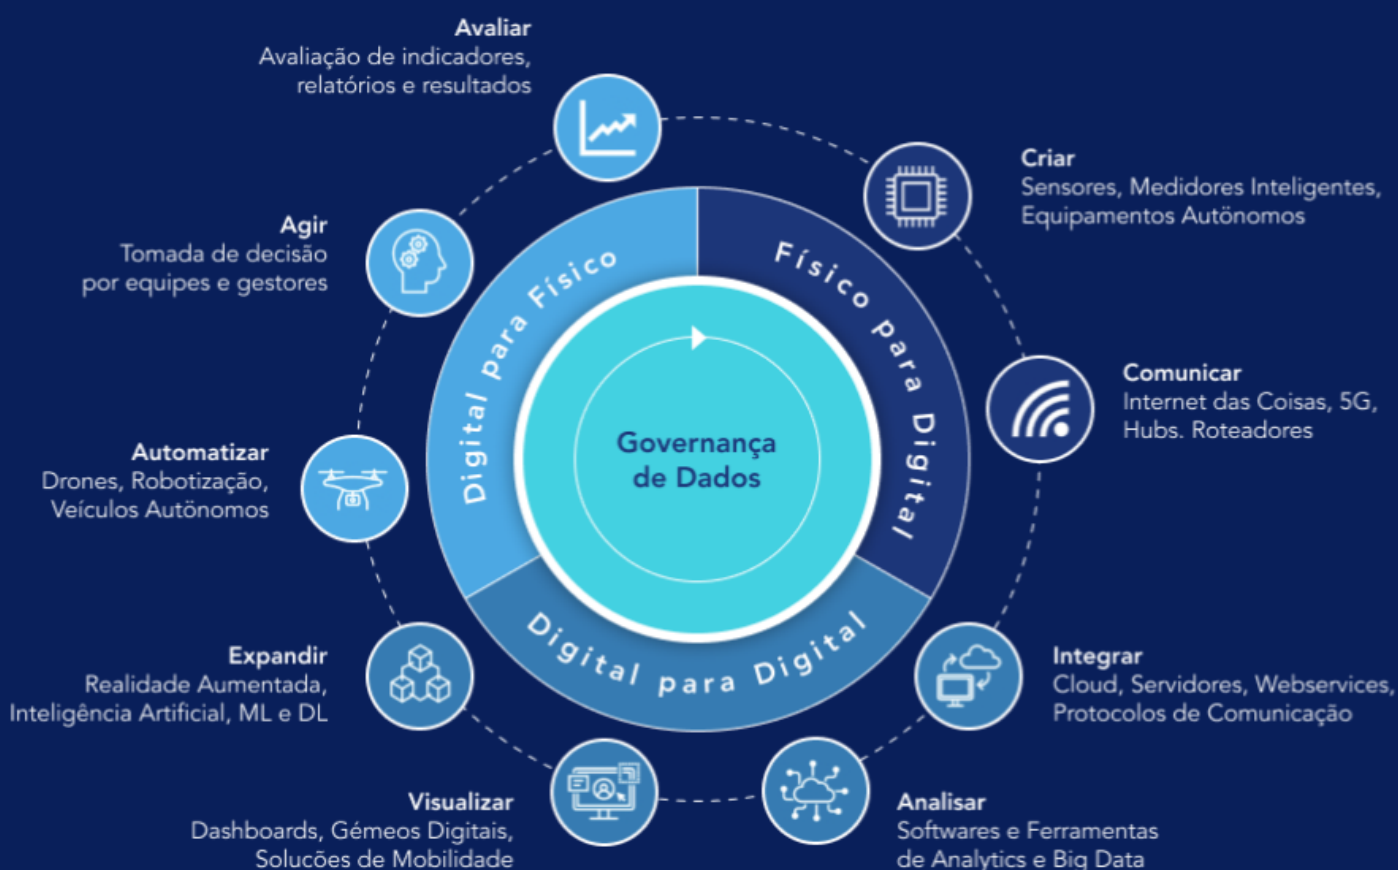 Avaliar
Avaliação de indicadores,
relatórios e resultados
Criar
Sensores, Medidores Inteligentes,
Equipamentos Autönomos
Agir
Tomada de decisão
por equipes e gestores
Digital para Físico
Físico para Digital
Comunicar
Internet das Coisas, 5G,
Hubs. Roteadores
Governança
de Dados
Automatizar
Drones, Robotização,
Veículos Autönomos
Digital para Digital
Expandir
Realidade Aumentada,
Inteligência Artificial, ML e DL
Integrar
Cloud, Servidores, Webservices,
Protocolos de Comunicação
Visualizar
Dashboards, Gémeos Digitais,
Soluções de Mobilidade
Analisar
Softwares e Ferramentas
de Analytics e Big Data